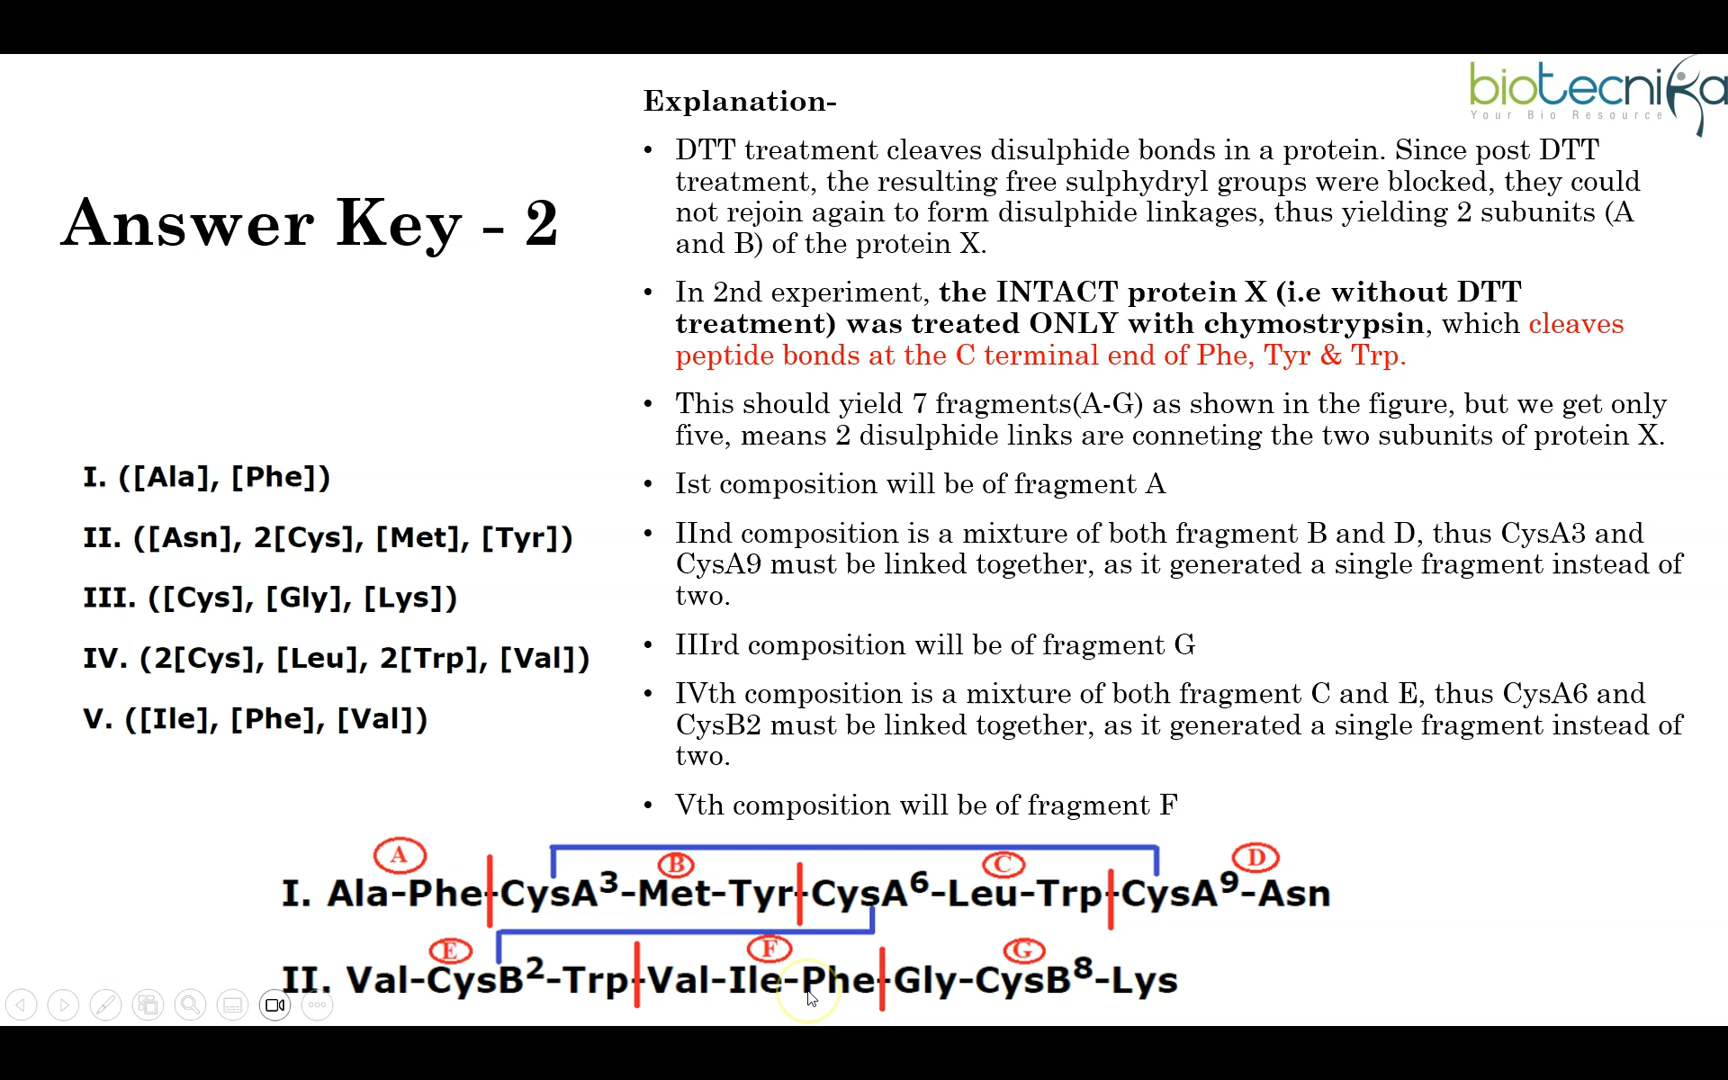 biotecnika
Your Bio Resource
Answer Key - 2
I. ([Ala], [Phe])
II. ([Asn], 2[Cys], [Met], [Tyr])
III. ([Cys], [Gly], [Lys])
IV. (2[Cys], [Leu], 2[Trp], [Val])
V. ([Ile], [Phe], [Val])
Explanation-
• DTT treatment cleaves disulphide bonds in a protein. Since post DTT
treatment, the resulting free sulphydryl groups were blocked, they could
not rejoin again to form disulphide linkages, thus yielding 2 subunits (A
and B) of the protein X.
• In 2nd experiment, the INTACT protein X (i.e without DTT
treatment) was treated ONLY with chymostrypsin, which cleaves
peptide bonds at the C terminal end of Phe, Tyr & Trp.
• This should yield 7 fragments(A-G) as shown in the figure, but we get only
five, means 2 disulphide links are conneting the two subunits of protein X.
• Ist composition will be of fragment A
• IInd composition is a mixture of both fragment B and D, thus CysA3 and
CysA9 must be linked together, as it generated a single fragment instead of
two.
• IIIrd composition will be of fragment G
• IVth composition is a mixture of both fragment C and E, thus CysA6 and
CysB2 must be linked together, as it generated a single fragment instead of
two.
• Vth composition will be of fragment F
A B C D
I. Ala-Phe-CysA³-Met-Tyr-CysA⁶-Leu-Trp-CysA⁹-Asn
E F G
II. Val-CysB²-Trp-Val-Ile-Phe-Gly-CysB⁸-Lys